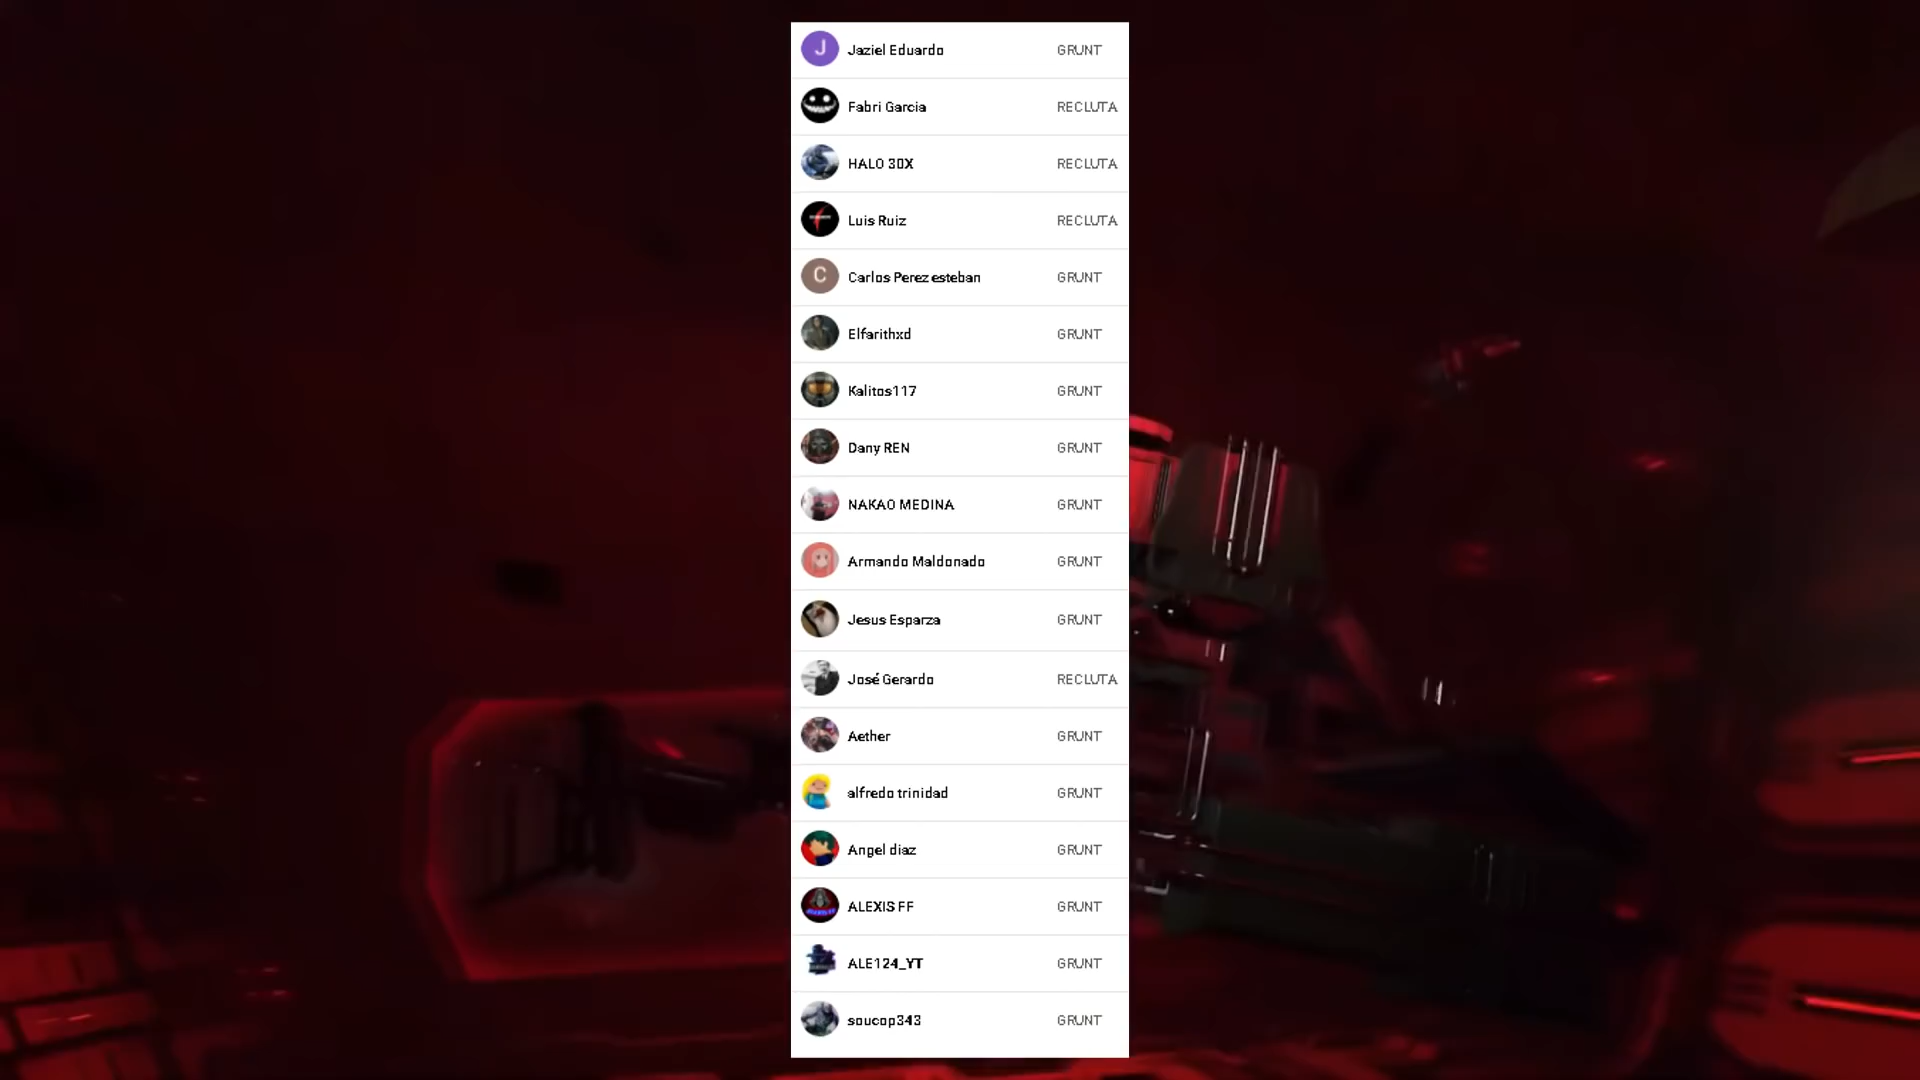 J Jaziel Eduardo GRUNT
Fabri Garcia RECLUTA
HALO 30X RECLUTA
Luis Ruiz RECLUTA
C Carlos Perez esteban GRUNT
Elfarithxd GRUNT
Kalitos117 GRUNT
Dany REN GRUNT
NAKAO MEDINA GRUNT
Armando Maldonado GRUNT
Jesus Esparza GRUNT
José Gerardo RECLUTA
Aether GRUNT
alfredo trinidad GRUNT
Angel diaz GRUNT
ALEXIS FF GRUNT
ALE124_YT GRUNT
soucop343 GRUNT